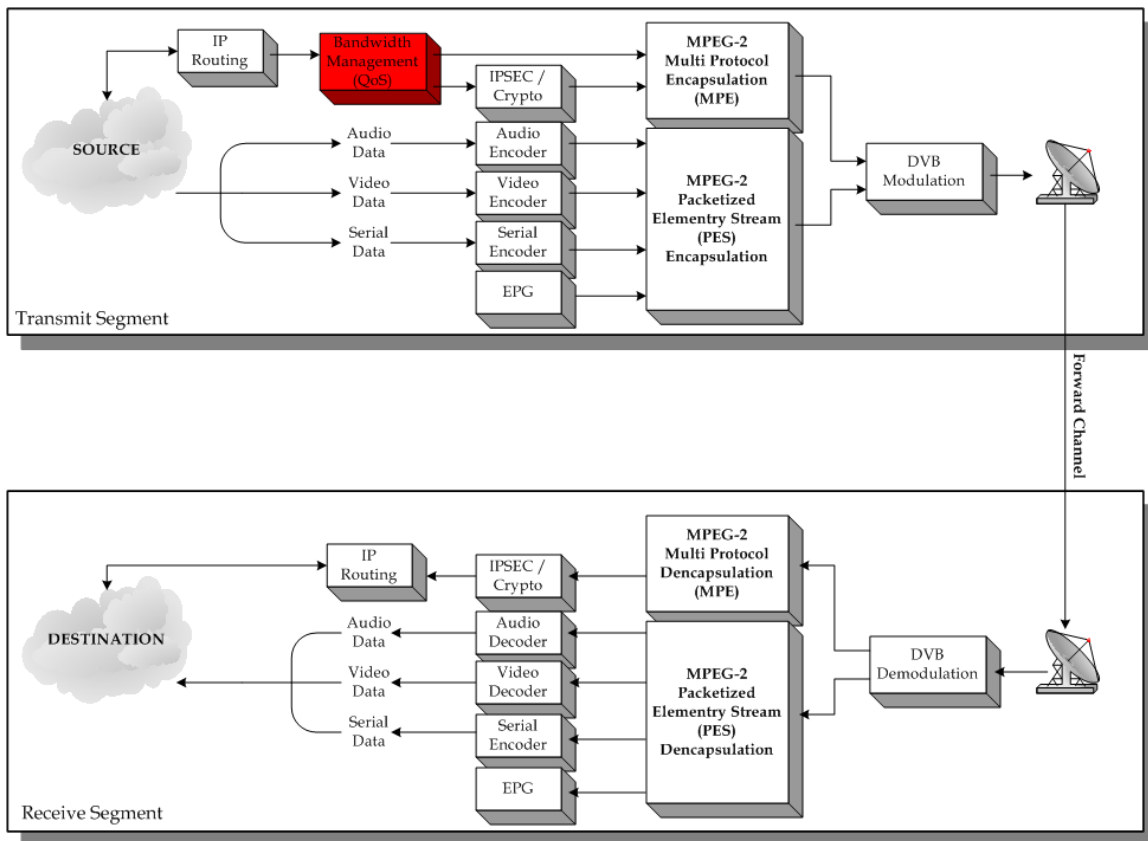 IP
Routing
Bandwidth
Management
(QoS)
IPSEC /
Crypto
MPEG-2
Multi Protocol
Encapsulation
(MPE)
SOURCE
Audio
Data
Audio
Encoder
Video
Data
Video
Encoder
Serial
Data
Serial
Encoder
EPG
MPEG-2
Packetized
Elementry Stream
(PES)
Encapsulation
DVB
Modulation
Transmit Segment
Forward Channel
IP
Routing
IPSEC /
Crypto
MPEG-2
Multi Protocol
Dencapsulation
(MPE)
DESTINATION
Audio
Data
Audio
Decoder
Video
Data
Video
Decoder
Serial
Data
Serial
Encoder
EPG
MPEG-2
Packetized
Elementry Stream
(PES)
Dencapsulation
DVB
Demodulation
Receive Segment